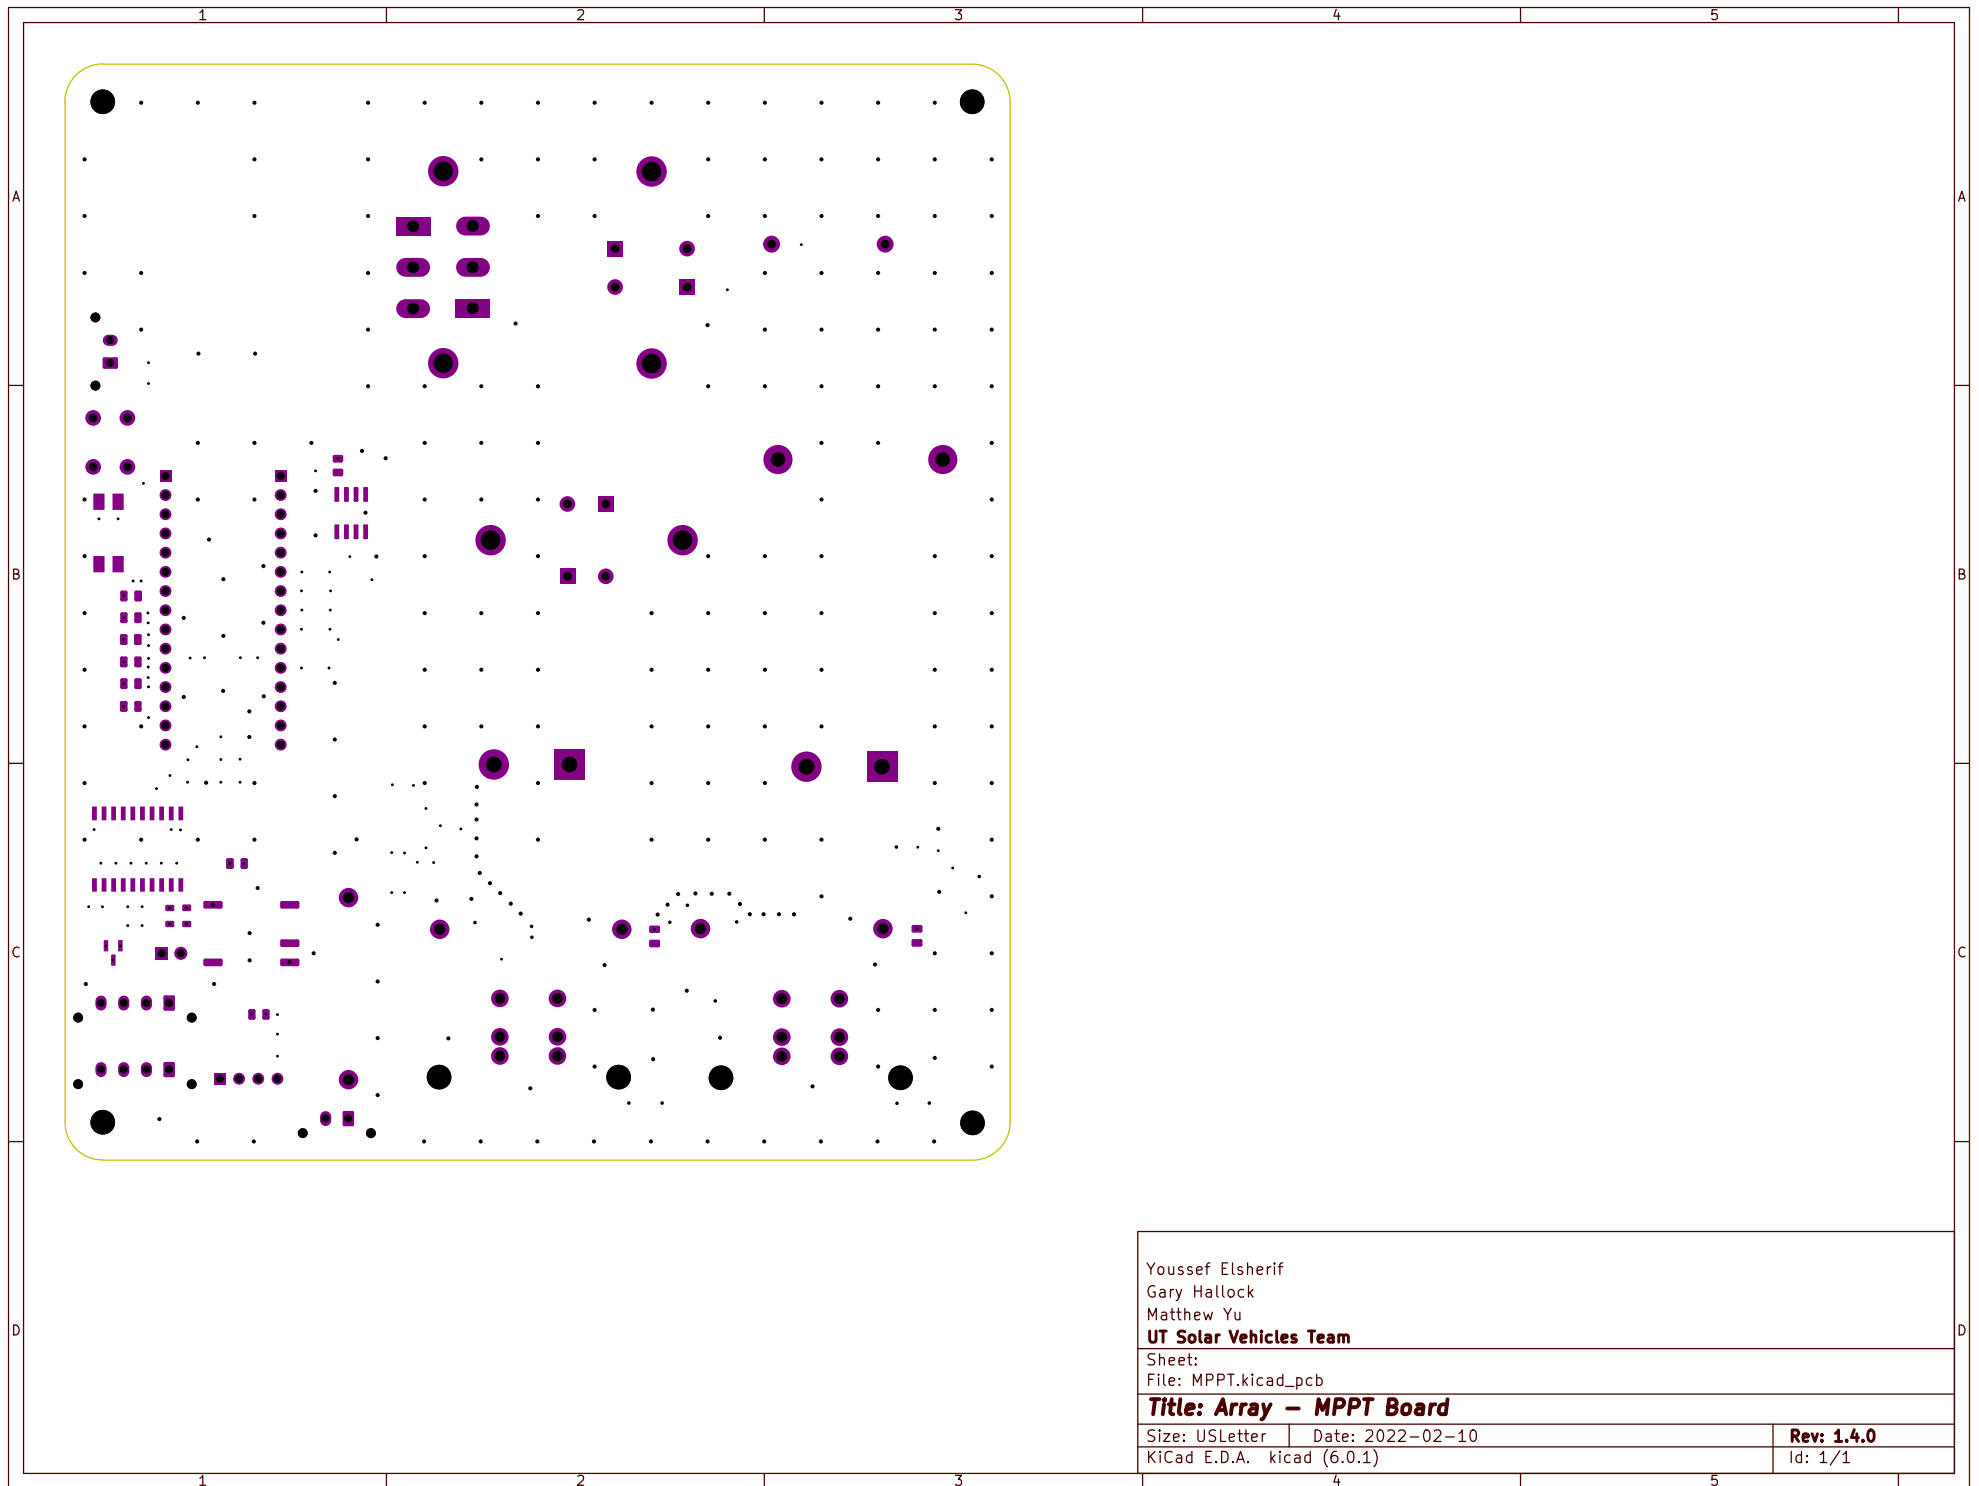 1 2 3 4 5
A A
B B
C C
D D
Youssef Elsherif
Gary Hallock
Matthew Yu
UT Solar Vehicles Team
Sheet:
File: MPPT.kicad_pcb
Title: Array – MPPT Board
Size: USLetter Date: 2022-02-10 Rev: 1.4.0
KiCad E.D.A. kicad (6.0.1) Id: 1/1
1 2 3 4 5